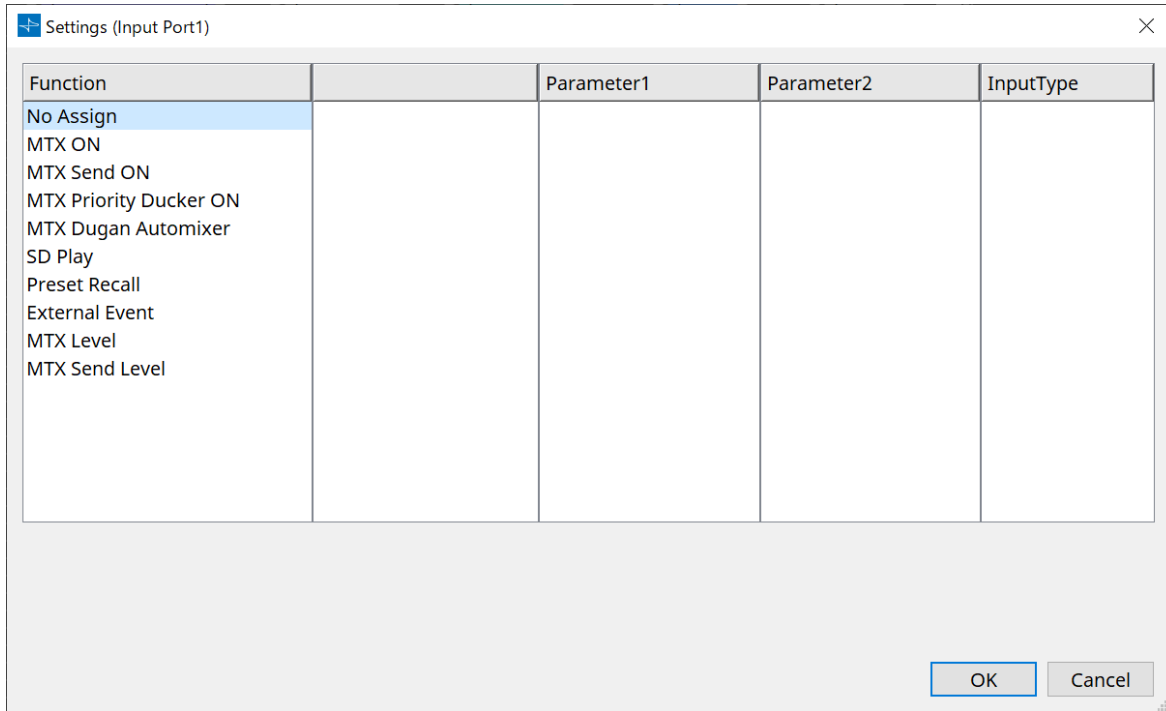 Settings (Input Port1)
Function Parameter1 Parameter2 InputType
No Assign
MTX ON
MTX Send ON
MTX Priority Ducker ON
MTX Dugan Automixer
SD Play
Preset Recall
External Event
MTX Level
MTX Send Level
OK Cancel